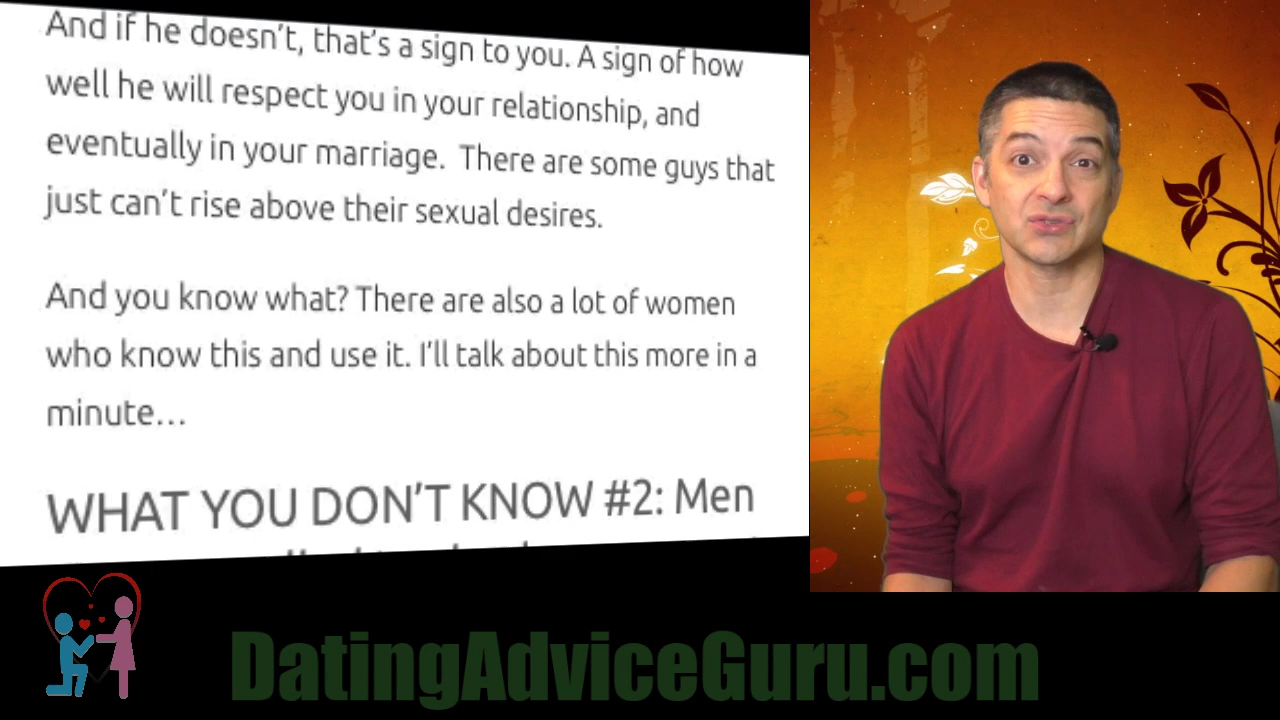 And if he doesn't, that's a sign to you. A sign of how
well he will respect you in your relationship, and
eventually in your marriage.  There are some guys that
just can't rise above their sexual desires.
And you know what? There are also a lot of women
who know this and use it. I'll talk about this more in a
minute...
WHAT YOU DON'T KNOW #2: Men
DatingAdviceGuru.com